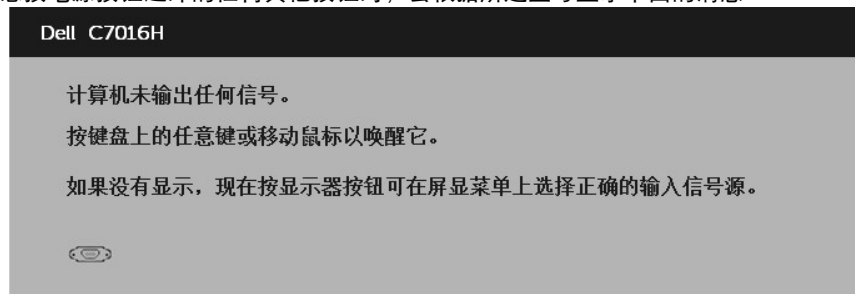 Dell C7016H
计算机未输出任何信号。
按键盘上的任意键或移动鼠标以唤醒它。
如果没有显示，现在按显示器按钮可在屏显菜单上选择正确的输入信号源。